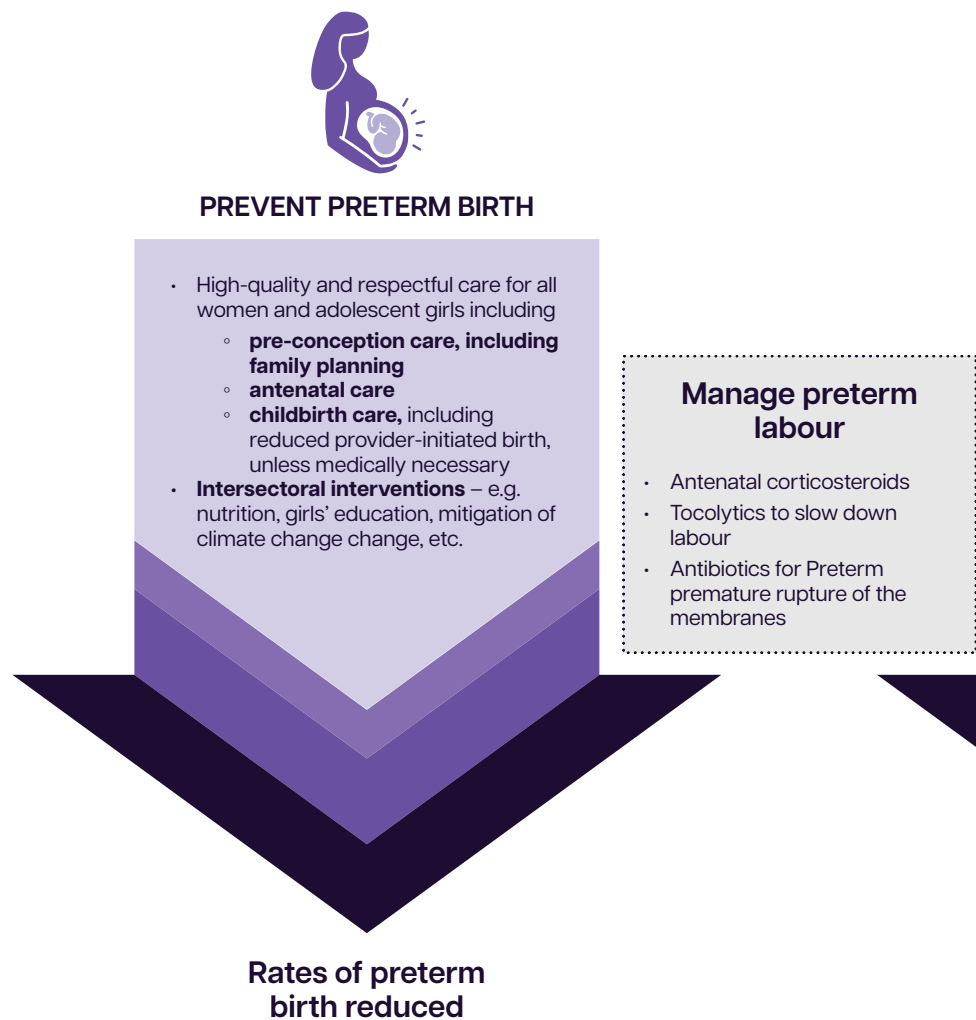 PREVENT PRETERM BIRTH
• High-quality and respectful care for all
women and adolescent girls including
◦ pre-conception care, including
family planning
◦ antenatal care
◦ childbirth care, including
reduced provider-initiated birth,
unless medically necessary
• Intersectoral interventions – e.g.
nutrition, girls’ education, mitigation of
climate change change, etc.
Manage preterm
labour
• Antenatal corticosteroids
• Tocolytics to slow down
labour
• Antibiotics for Preterm
premature rupture of the
membranes
Rates of preterm
birth reduced